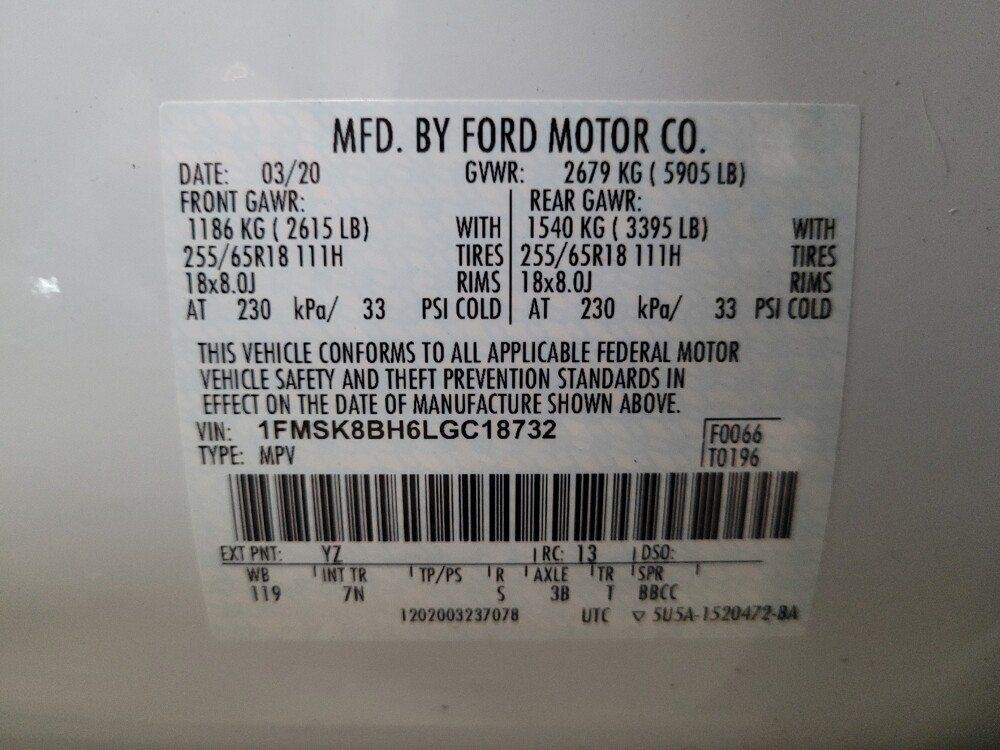 MFD. BY FORD MOTOR CO.
DATE: 03/20 GVWR: 2679 KG ( 5905 LB)
FRONT GAWR: REAR GAWR:
1186 KG ( 2615 LB) WITH 1540 KG ( 3395 LB) WITH
255/65R18 111H TIRES 255/65R18 111H TIRES
18x8.0J RIMS 18x8.0J RIMS
AT 230 kPa/ 33 PSI COLD AT 230 kPa/ 33 PSI COLD
THIS VEHICLE CONFORMS TO ALL APPLICABLE FEDERAL MOTOR
VEHICLE SAFETY AND THEFT PREVENTION STANDARDS IN
EFFECT ON THE DATE OF MANUFACTURE SHOWN ABOVE.
VIN: 1FMSK8BH6LGC18732 F0066
TYPE: MPV T0196
EXT PNT: YZ RC: 13 DSO:
WB INT TR TP/PS R AXLE TR SPR
119 7N S 3B T BBCC
1202003237078 UTC ▽ 5U5A-1520472-BA